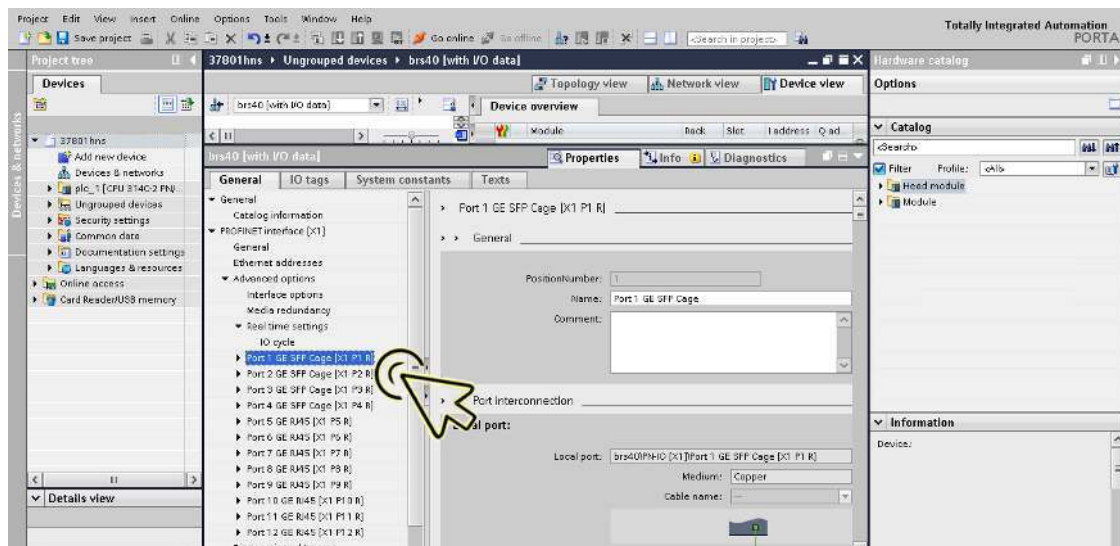 Project Edit View Insert Online Options Tools Window Help
Totally Integrated Automation
PORTA
Save project Go online Go offline <Search in project>
Project tree
37801hns ▸ Ungrouped devices ▸ brs40 [with I/O data]
Hardware catalog
Devices
Topology view Network view Device view
Options
brs40 [with I/O data]
Device overview
Module Rack Slot I address Q ad
Catalog
<Search>
Filter Profile: <All>
Head module
Module
37801hns
Add new device
Devices & networks
plc_1 [CPU 314C-2 PN/
Ungrouped devices
Security settings
Common data
Documentation settings
Languages & resources
Online access
Card Reader/USB memory
Devices & networks
brs40 [with I/O data]
Properties Info Diagnostics
General IO tags System constants Texts
General
Catalog information
PROFINET interface [X1]
General
Ethernet addresses
Advanced options
Interface options
Media redundancy
Real time settings
IO cycle
Port 1 GE SFP Cage [X1 P1 R]
Port 2 GE SFP Cage [X1 P2 R]
Port 3 GE SFP Cage [X1 P3 R]
Port 4 GE SFP Cage [X1 P4 R]
Port 5 GE RJ45 [X1 P5 R]
Port 6 GE RJ45 [X1 P6 R]
Port 7 GE RJ45 [X1 P7 R]
Port 8 GE RJ45 [X1 P8 R]
Port 9 GE RJ45 [X1 P9 R]
Port 10 GE RJ45 [X1 P10 R]
Port 11 GE RJ45 [X1 P11 R]
Port 12 GE RJ45 [X1 P12 R]
Port 1 GE SFP Cage [X1 P1 R]
General
PositionNumber: 1
Name: Port 1 GE SFP Cage
Comment:
Port interconnection
al port:
Local port: brs40\PN-IO [X1]\Port 1 GE SFP Cage [X1 P1 R]
Medium: Copper
Cable name: ---
Information
Device:
Details view